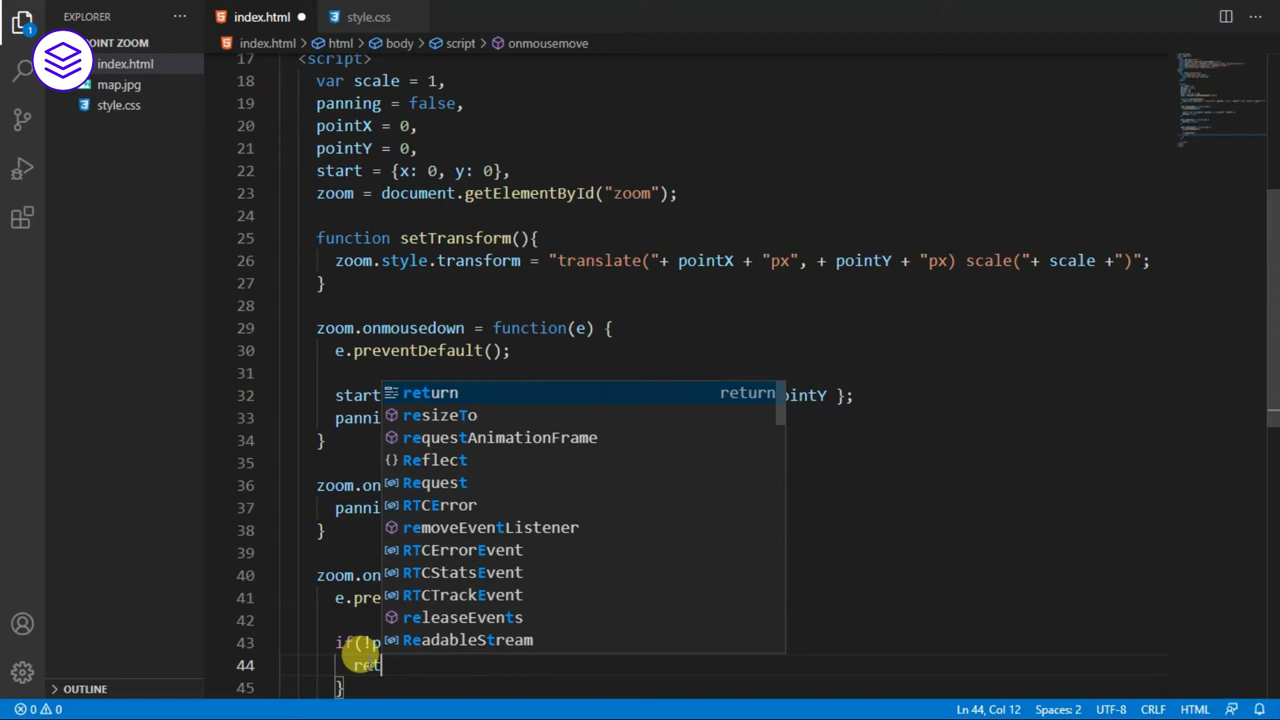 EXPLORER
index.html
style.css
1
POINT ZOOM
index.html
map.jpg
style.css
index.html > html > body > script > onmousemove
17 <script>
18 var scale = 1,
19 panning = false,
20 pointX = 0,
21 pointY = 0,
22 start = {x: 0, y: 0},
23 zoom = document.getElementById("zoom");
24
25 function setTransform(){
26 zoom.style.transform = "translate("+ pointX + "px", + pointY + "px) scale("+ scale +")";
27 }
28
29 zoom.onmousedown = function(e) {
30 e.preventDefault();
31
32 start ointY };
33 panni
34 }
35
36 zoom.on
37 panni
38 }
39
40 zoom.on
41 e.pre
42
43 if(!p
44 ret
45 }
return return
resizeTo
requestAnimationFrame
Reflect
Request
RTCError
removeEventListener
RTCErrorEvent
RTCStatsEvent
RTCTrackEvent
releaseEvents
ReadableStream
OUTLINE
0 0
Ln 44, Col 12
Spaces: 2
UTF-8
CRLF
HTML